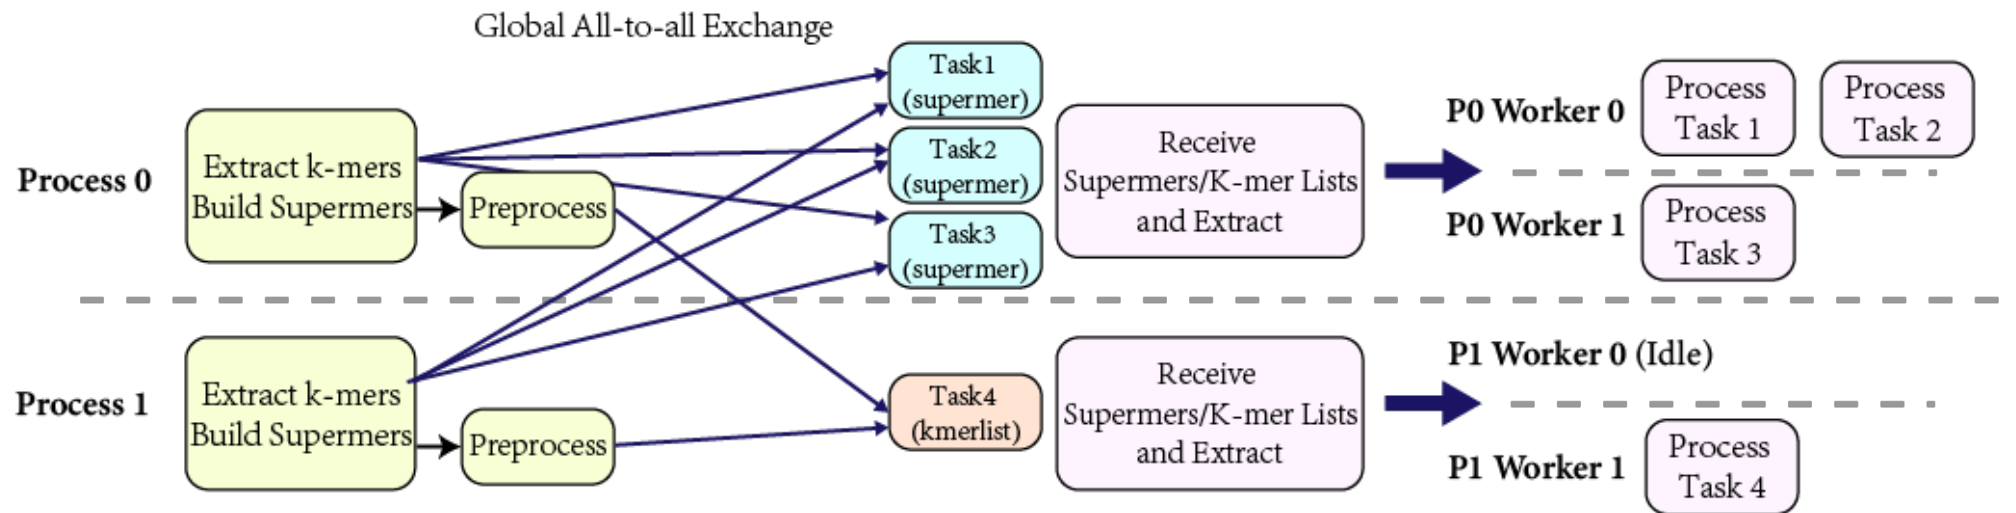 Global All-to-all Exchange
Process 0
Extract k-mers
Build Supermers
Preprocess
Task1
(supermer)
Task2
(supermer)
Task3
(supermer)
Receive
Supermers/K-mer Lists
and Extract
P0 Worker 0
Process
Task 1
Process
Task 2
P0 Worker 1
Process
Task 3
Process 1
Extract k-mers
Build Supermers
Preprocess
Task4
(kmerlist)
Receive
Supermers/K-mer Lists
and Extract
P1 Worker 0 (Idle)
P1 Worker 1
Process
Task 4